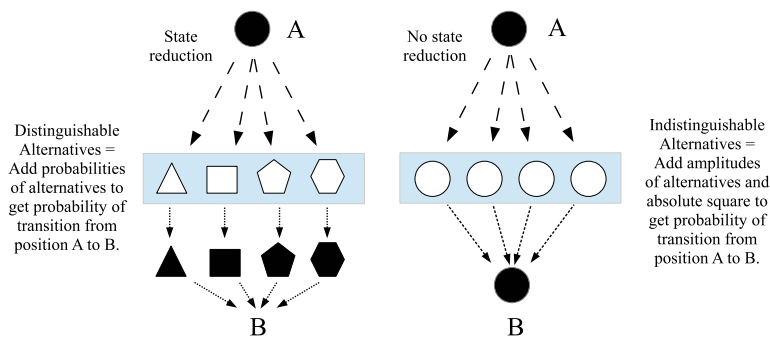 State
reduction
A
Distinguishable
Alternatives =
Add probabilities
of alternatives to
get probability of
transition from
position A to B.
B
No state
reduction
A
Indistinguishable
Alternatives =
Add amplitudes
of alternatives and
absolute square to
get probability of
transition from
position A to B.
B